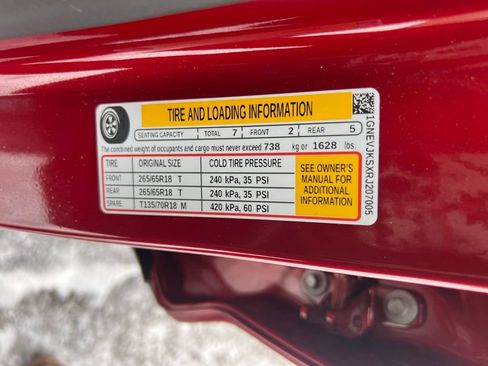 TIRE AND LOADING INFORMATION
SEATING CAPACITY TOTAL 7 FRONT 2 REAR 5
The combined weight of occupants and cargo must never exceed 738 kg or 1628 lbs.
TIRE ORIGINAL SIZE COLD TIRE PRESSURE
FRONT 265/65R18 T 240 kPa, 35 PSI
REAR 265/65R18 T 240 kPa, 35 PSI
SPARE T135/70R18 M 420 kPa, 60 PSI
SEE OWNER'S
MANUAL FOR
ADDITIONAL
INFORMATION
1GNEVJKSXRJ207005